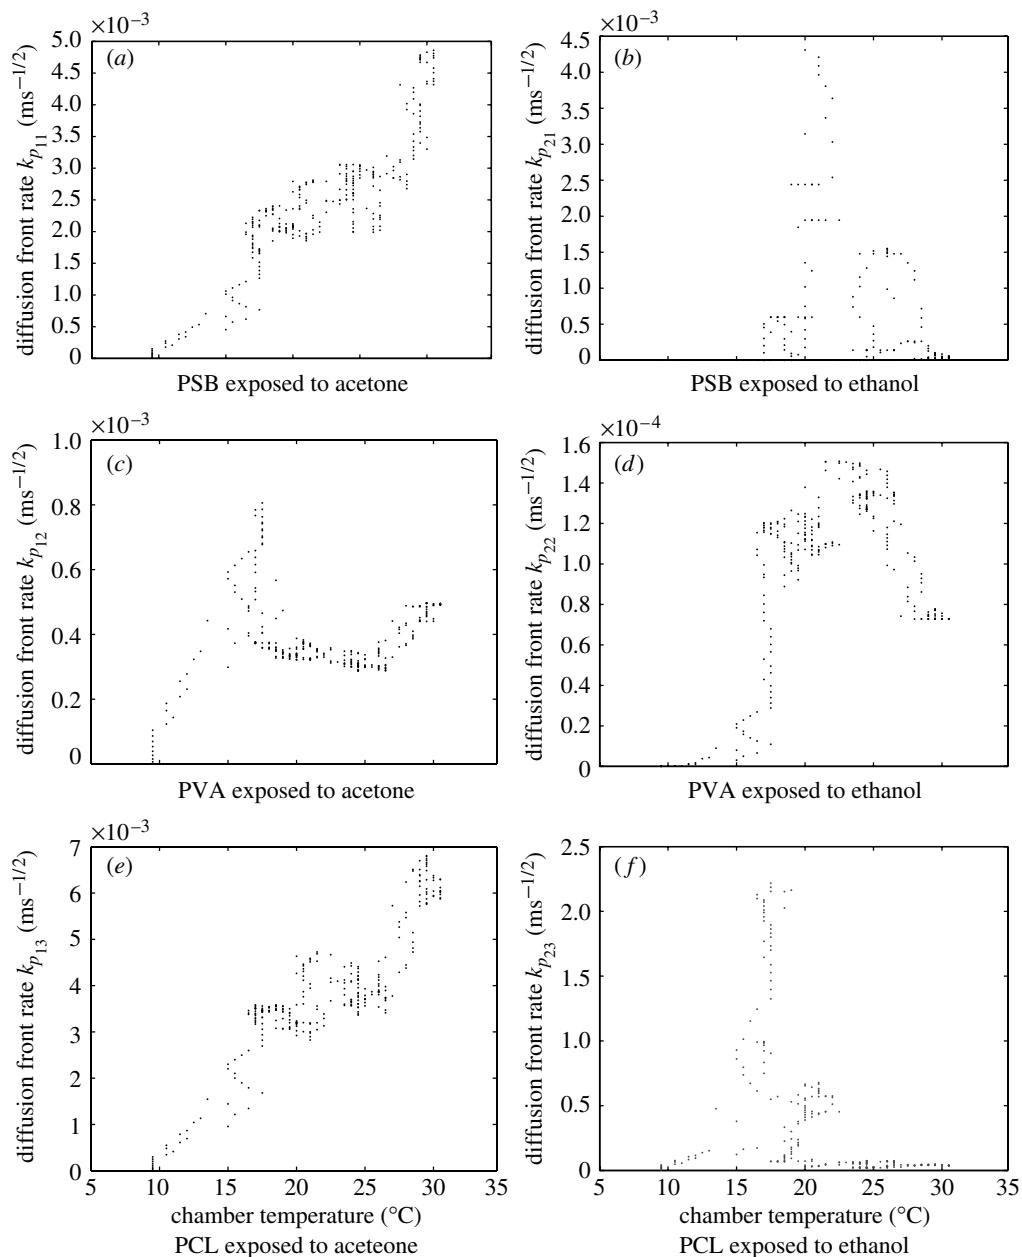 ×10−3
(a)
diffusion front rate kp11 (ms−1/2)
5.0
4.5
4.0
3.5
3.0
2.5
2.0
1.5
1.0
0.5
0
PSB exposed to acetone
×10−3
(b)
diffusion front rate kp21 (ms−1/2)
4.5
4.0
3.5
3.0
2.5
2.0
1.5
1.0
0.5
0
PSB exposed to ethanol
×10−3
(c)
diffusion front rate kp12 (ms−1/2)
1.0
0.8
0.6
0.4
0.2
0
PVA exposed to acetone
×10−4
(d)
diffusion front rate kp22 (ms−1/2)
1.6
1.4
1.2
1.0
0.8
0.6
0.4
0.2
0
PVA exposed to ethanol
×10−3
(e)
diffusion front rate kp13 (ms−1/2)
7
6
5
4
3
2
1
0
5 10 15 20 25 30 35
chamber temperature (°C)
PCL exposed to aceteone
(f)
diffusion front rate kp23 (ms−1/2)
2.5
2.0
1.5
1.0
0.5
0
5 10 15 20 25 30 35
chamber temperature (°C)
PCL exposed to ethanol